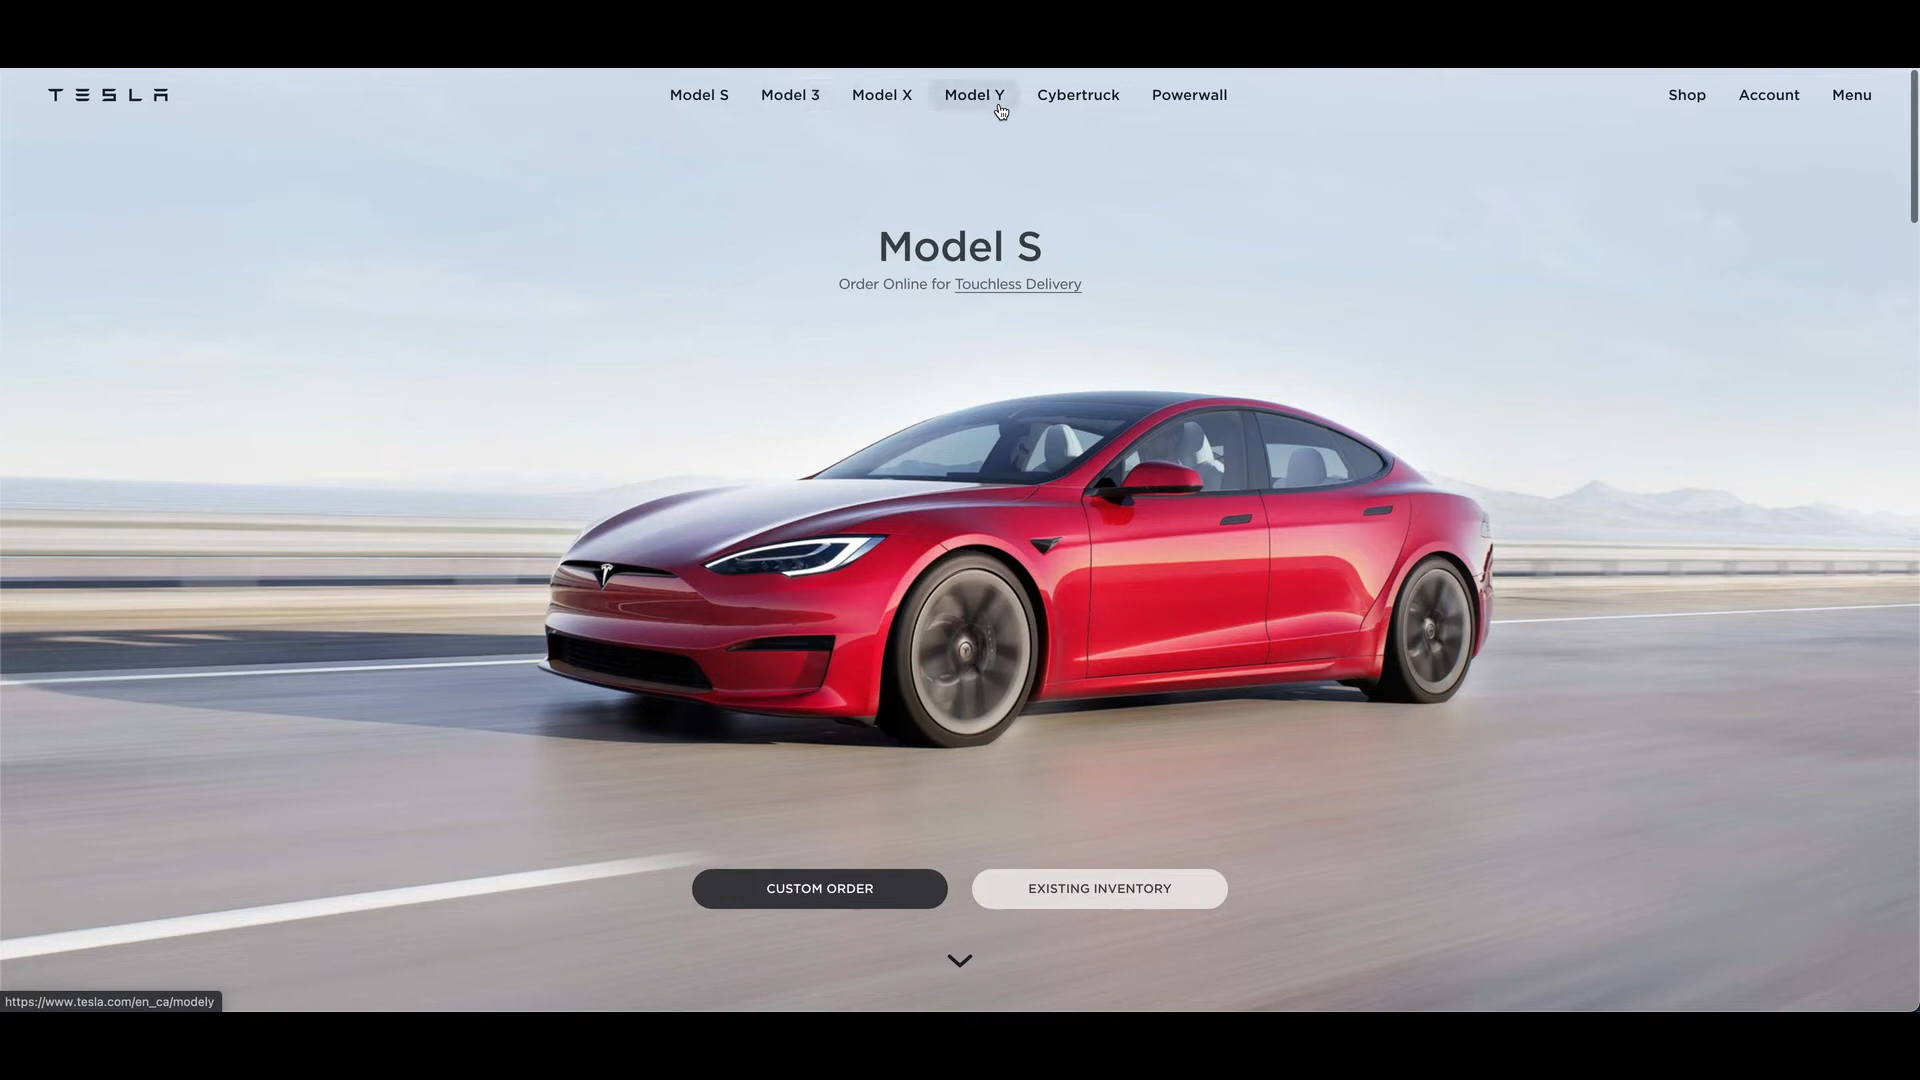 TESLA
Model S Model 3 Model X Model Y Cybertruck Powerwall
Shop Account Menu
Model S
Order Online for Touchless Delivery
CUSTOM ORDER
EXISTING INVENTORY
https://www.tesla.com/en_ca/modely